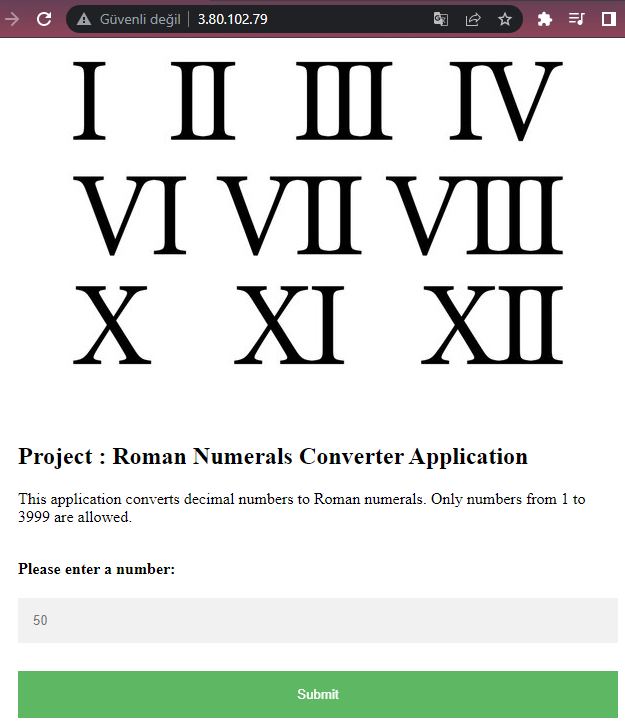 Güvenli değil 3.80.102.79
I II III IV
VI VII VIII
X XI XII
Project : Roman Numerals Converter Application
This application converts decimal numbers to Roman numerals. Only numbers from 1 to
3999 are allowed.
Please enter a number:
50
Submit